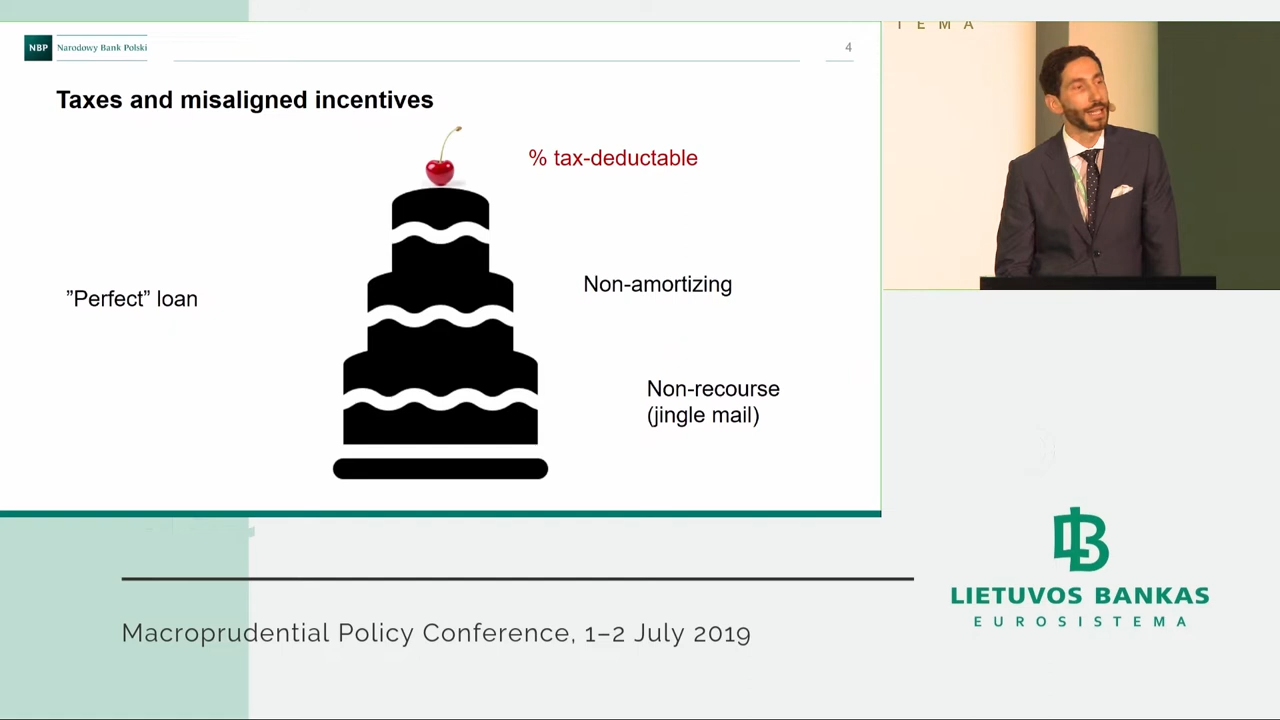 NBP Narodowy Bank Polski
4
Taxes and misaligned incentives
% tax-deductable
Non-amortizing
”Perfect” loan
Non-recourse
(jingle mail)
T E M A
LIETUVOS BANKAS
EUROSISTEMA
Macroprudential Policy Conference, 1–2 July 2019